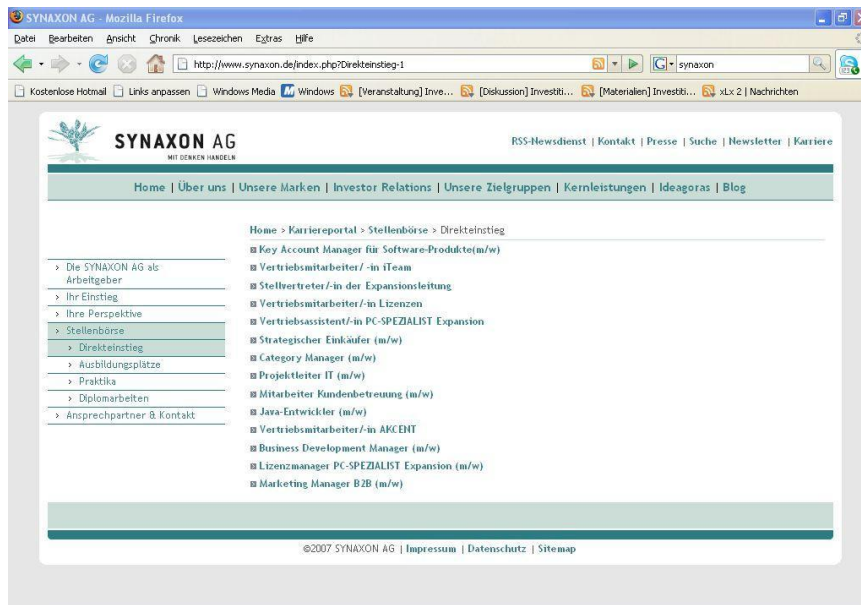 SYNAXON AG - Mozilla Firefox
Datei Bearbeiten Ansicht Chronik Lesezeichen Extras Hilfe
http://www.synaxon.de/index.php?Direkteinstieg-1
G synaxon
Kostenlose Hotmail Links anpassen Windows Media Windows [Veranstaltung] Inve... [Diskussion] Investiti... [Materialien] Investiti... xLx 2 | Nachrichten
SYNAXON AG
MIT DENKEN HANDELN
RSS-Newsdienst | Kontakt | Presse | Suche | Newsletter | Karriere
Home | Über uns | Unsere Marken | Investor Relations | Unsere Zielgruppen | Kernleistungen | Ideagoras | Blog
Home > Karriereportal > Stellenbörse > Direkteinstieg
> Die SYNAXON AG als
Arbeitgeber
> Ihr Einstieg
> Ihre Perspektive
> Stellenbörse
> Direkteinstieg
> Ausbildungsplätze
> Praktika
> Diplomarbeiten
> Ansprechpartner & Kontakt
Key Account Manager für Software-Produkte(m/w)
Vertriebsmitarbeiter/ -in iTeam
Stellvertreter/-in der Expansionsleitung
Vertriebsmitarbeiter/-in Lizenzen
Vertriebsassistent/-in PC-SPEZIALIST Expansion
Strategischer Einkäufer (m/w)
Category Manager (m/w)
Projektleiter IT (m/w)
Mitarbeiter Kundenbetreuung (m/w)
Java-Entwickler (m/w)
Vertriebsmitarbeiter/-in AKCENT
Business Development Manager (m/w)
Lizenzmanager PC-SPEZIALIST Expansion (m/w)
Marketing Manager B2B (m/w)
©2007 SYNAXON AG | Impressum | Datenschutz | Sitemap